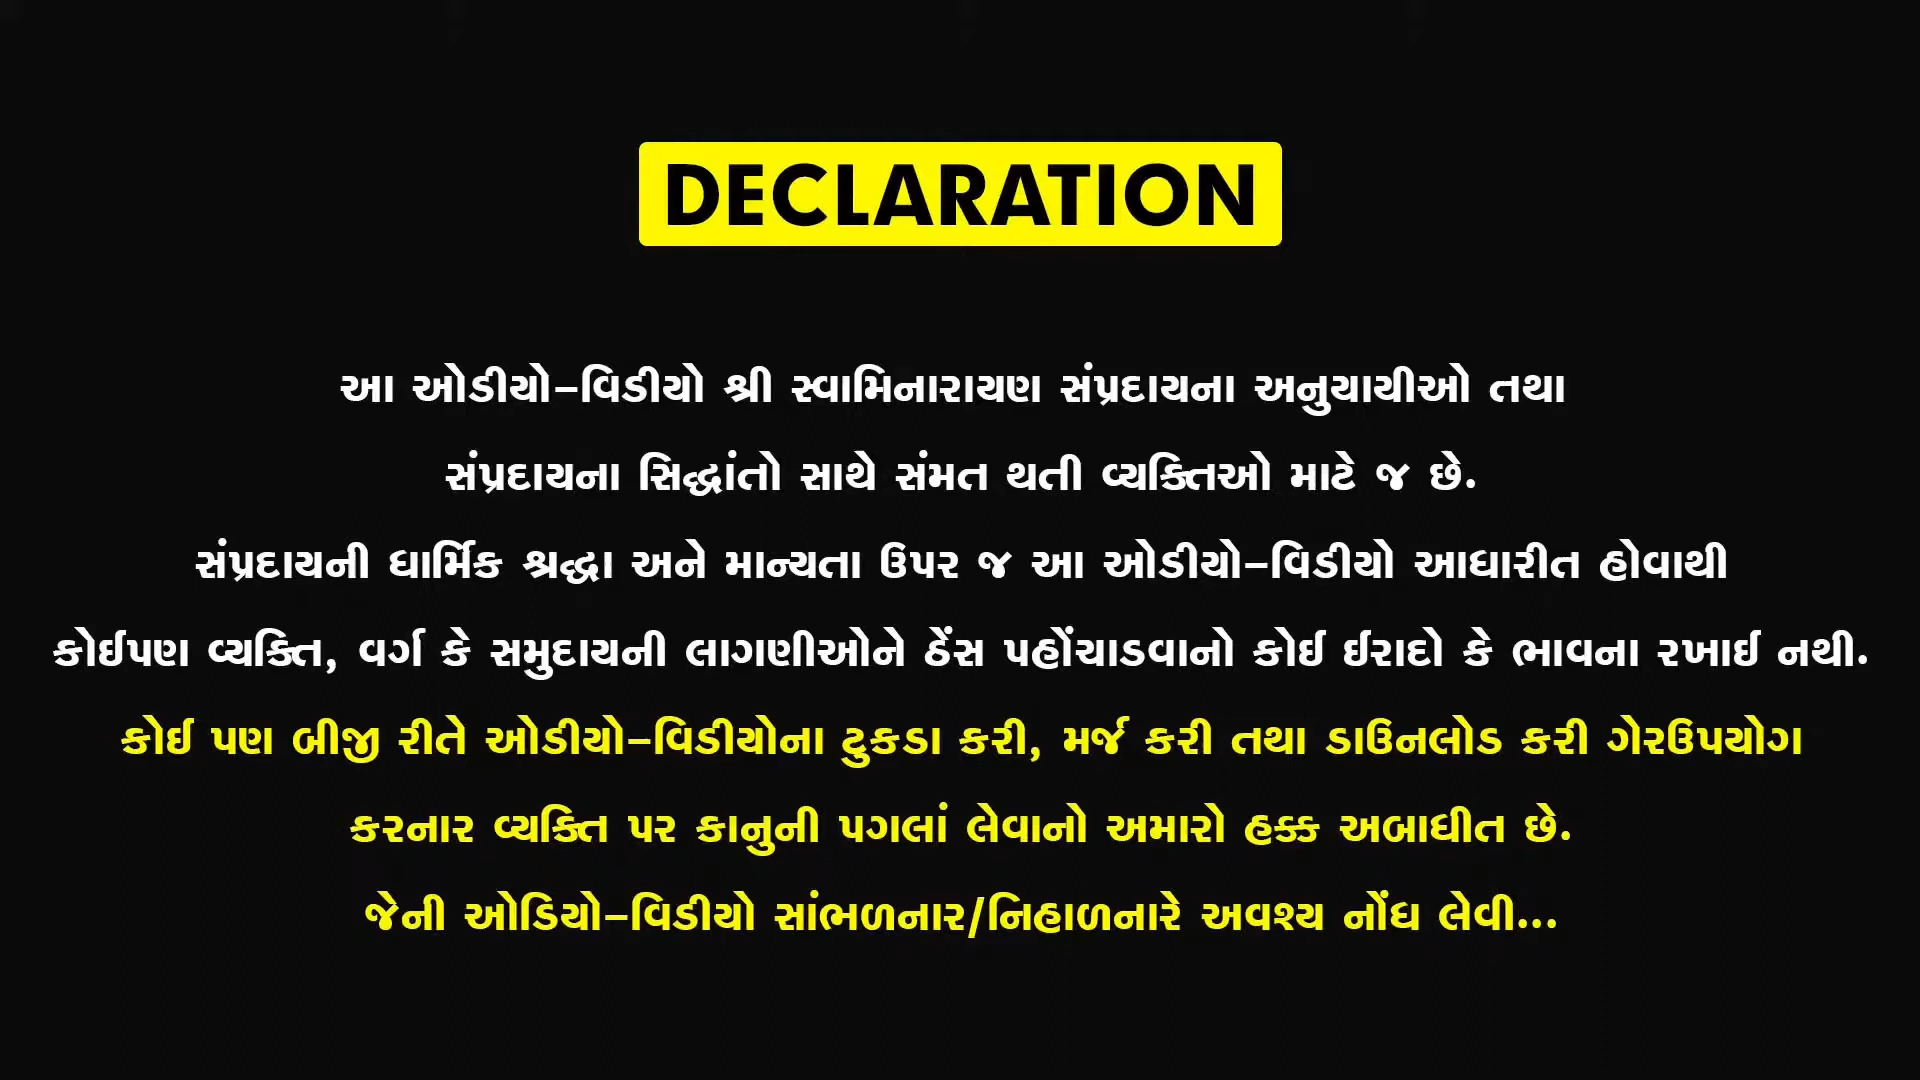 DECLARATION
આ ઓડીયો-વિડીયો શ્રી સ્વામિનારાયણ સંપ્રદાયના અનુયાયીઓ તથા
સંપ્રદાયના સિદ્ધાંતો સાથે સંમત થતી વ્યક્તિઓ માટે જ છે.
સંપ્રદાયની ધાર્મિક શ્રદ્ધા અને માન્યતા ઉપર જ આ ઓડીયો-વિડીયો આધારીત હોવાથી
કોઈપણ વ્યક્તિ, વર્ગ કે સમુદાયની લાગણીઓને ઠેંસ પહોંચાડવાનો કોઈ ઈરાદો કે ભાવના રખાઈ નથી.
કોઈ પણ બીજી રીતે ઓડીયો-વિડીયોના ટુકડા કરી, મર્જ કરી તથા ડાઉનલોડ કરી ગેરઉપયોગ
કરનાર વ્યક્તિ પર કાનુની પગલાં લેવાનો અમારો હક્ક અબાધીત છે.
જેની ઓડિયો-વિડીયો સાંભળનાર/નિહાળનારે અવશ્ય નોંધ લેવી...